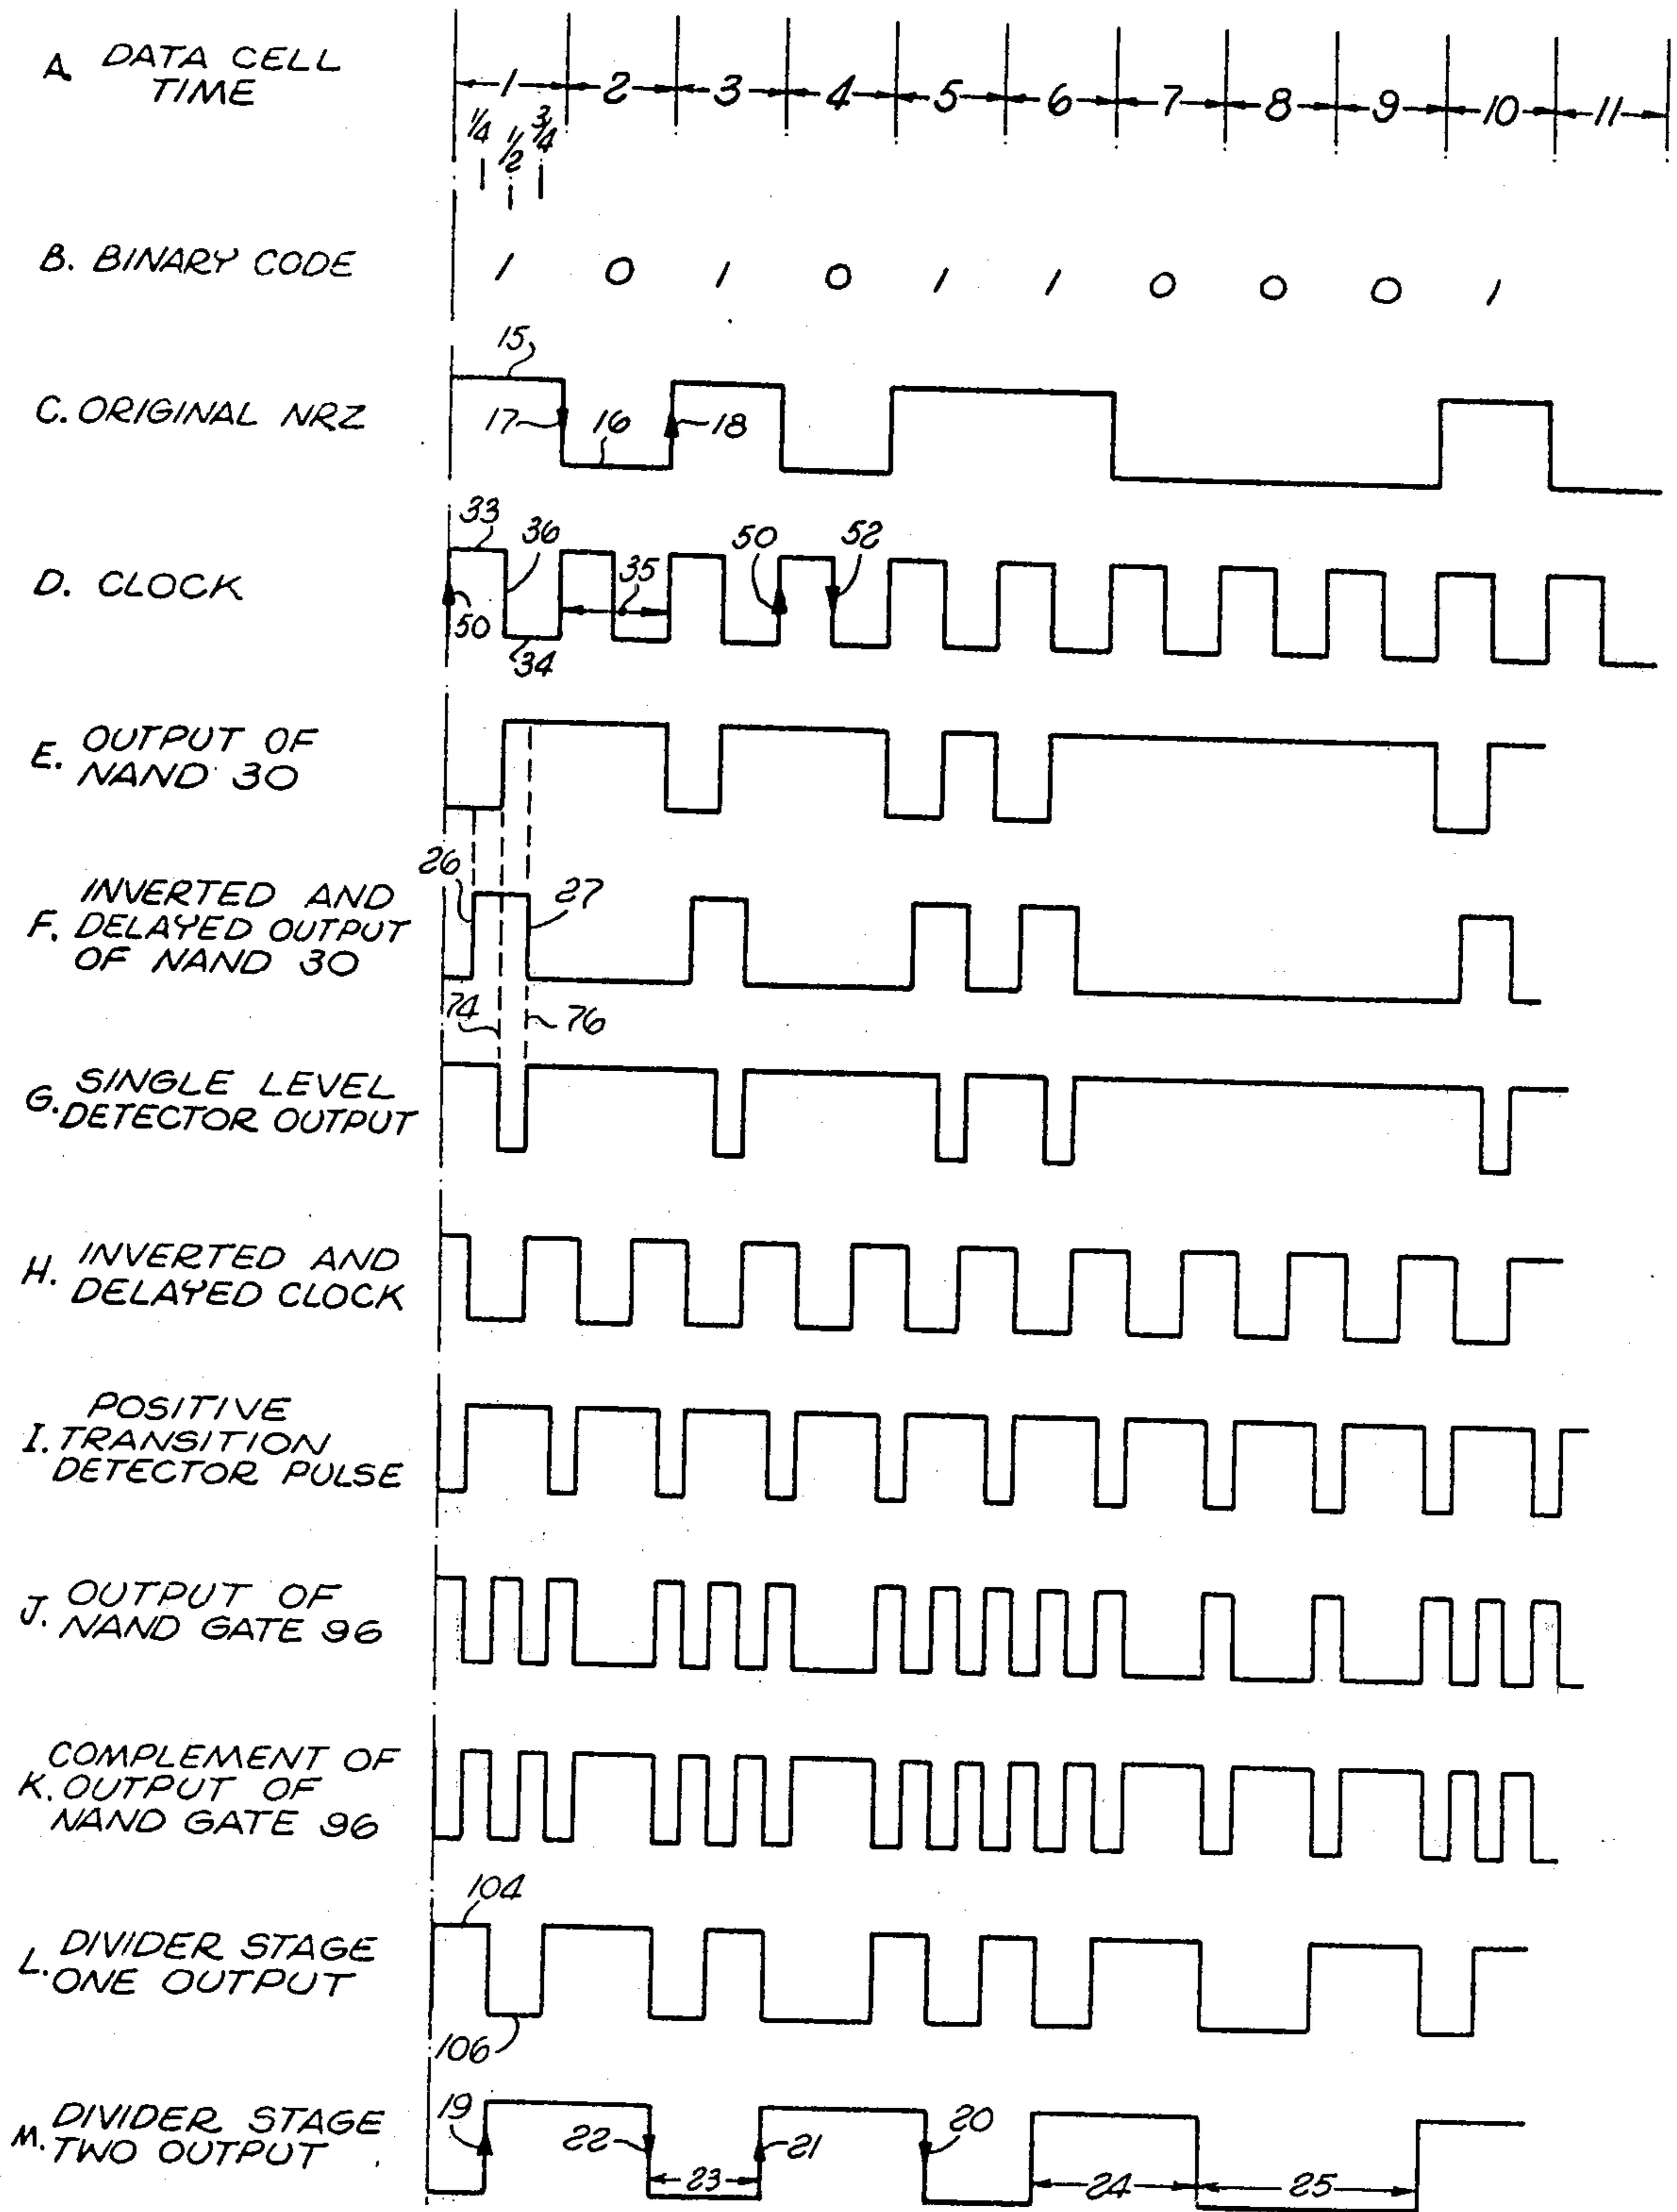 A. DATA CELL
TIME
1 2 3 4 5 6 7 8 9 10 11
1/4 1/2 3/4
B. BINARY CODE
1 0 1 0 1 1 0 0 0 1
15
C. ORIGINAL NRZ
17 16 18
33 36 50 52
D. CLOCK
35
50
34
E. OUTPUT OF
NAND 30
26 27
INVERTED AND
F. DELAYED OUTPUT
OF NAND 30
74 76
G. SINGLE LEVEL
DETECTOR OUTPUT
H. INVERTED AND
DELAYED CLOCK
POSITIVE
I. TRANSITION
DETECTOR PULSE
J. OUTPUT OF
NAND GATE 96
COMPLEMENT OF
K. OUTPUT OF
NAND GATE 96
104
L. DIVIDER STAGE
ONE OUTPUT
106
M. DIVIDER STAGE
TWO OUTPUT
19 22 21 20
23 24 25